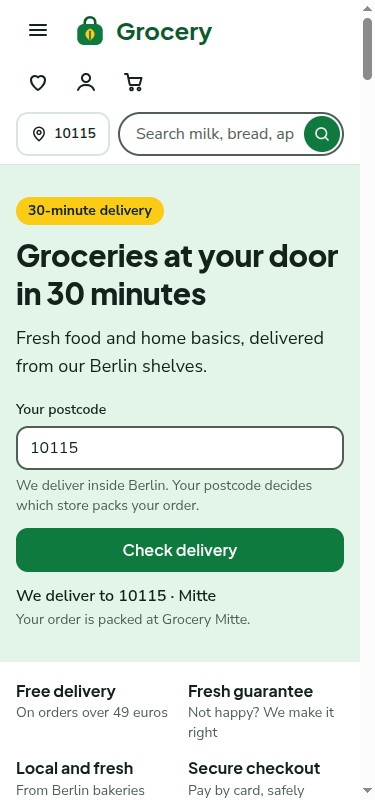 Grocery
10115
Search milk, bread, ap
30-minute delivery
Groceries at your door
in 30 minutes
Fresh food and home basics, delivered
from our Berlin shelves.
Your postcode
10115
We deliver inside Berlin. Your postcode decides
which store packs your order.
Check delivery
We deliver to 10115 · Mitte
Your order is packed at Grocery Mitte.
Free delivery
On orders over 49 euros
Fresh guarantee
Not happy? We make it
right
Local and fresh
From Berlin bakeries
Secure checkout
Pay by card, safely